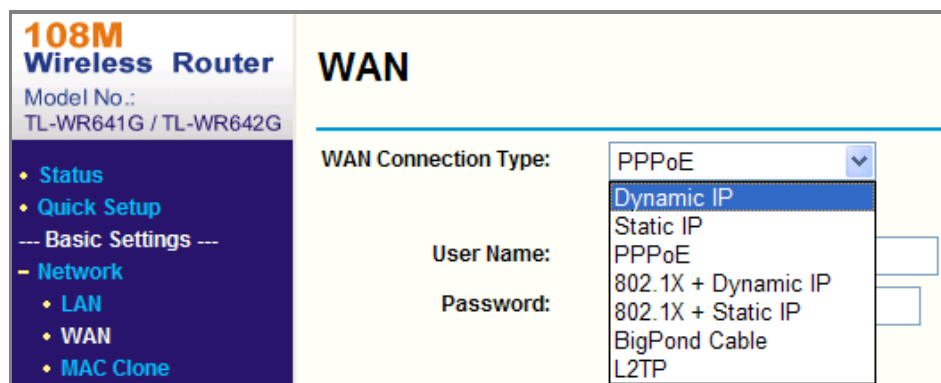 108M
Wireless Router
Model No.:
TL-WR641G / TL-WR642G
• Status
• Quick Setup
--- Basic Settings ---
– Network
• LAN
• WAN
• MAC Clone
WAN
WAN Connection Type:
PPPoE
Dynamic IP
Static IP
PPPoE
802.1X + Dynamic IP
802.1X + Static IP
BigPond Cable
L2TP
User Name:
Password: